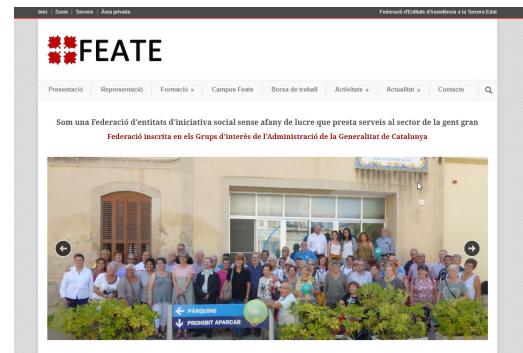 Inici | Socis | Serveis | Àrea privada
Federació d'Entitats d'Assistència a la Tercera Edat
FEATE
Presentació Representació Formació » Campus Feate Borsa de treball Activitats » Actualitat » Contacte
Som una Federació d'entitats d'iniciativa social sense afany de lucre que presta serveis al sector de la gent gran
Federació inscrita en els Grups d'Interès de l'Administració de la Generalitat de Catalunya
PÀRQUING
PROHIBIT APARCAR